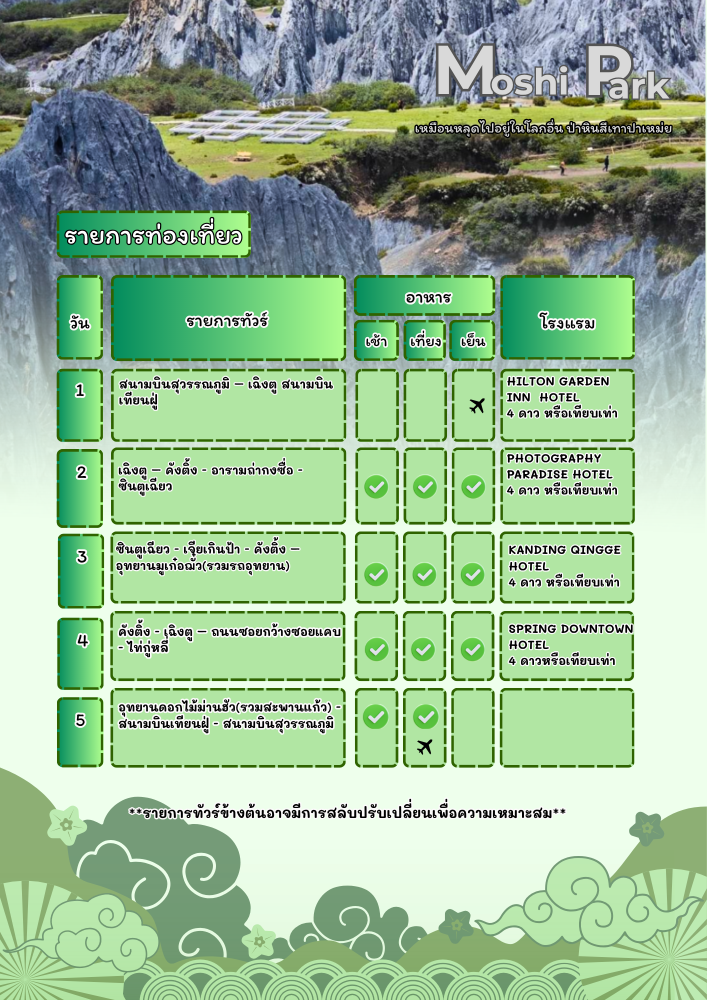 Moshi Park
เหมือนหลุดไปอยู่ในโลกอื่น ป่าหินสีเทาปาเหม่ย
รายการท่องเที่ยว
วัน
รายการทัวร์
อาหาร
โรงแรม
เช้า
เที่ยง
เย็น
1
สนามบินสุวรรณภูมิ – เฉิงตู สนามบิน
เทียนฝู่
HILTON GARDEN
INN HOTEL
4 ดาว หรือเทียบเท่า
2
เฉิงตู – คังติ้ง - อารามถ่ากงซื่อ -
ซินตูเฉียว
PHOTOGRAPHY
PARADISE HOTEL
4 ดาว หรือเทียบเท่า
3
ซินตูเฉียว - เจียเกินป้า - คังติ้ง –
อุทยานมูเก๋อฌั๋ว(รวมรถอุทยาน)
KANDING QINGGE
HOTEL
4 ดาว หรือเทียบเท่า
4
คังติ้ง - เฉิงตู – ถนนซอยกว้างซอยแคบ
- ไท่กู่หลี่
SPRING DOWNTOWN
HOTEL
4 ดาวหรือเทียบเท่า
5
อุทยานดอกไม้ม่านฮัว(รวมสะพานแก้ว) -
สนามบินเทียนฝู่ - สนามบินสุวรรณภูมิ
**รายการทัวร์ข้างต้นอาจมีการสลับปรับเปลี่ยนเพื่อความเหมาะสม**